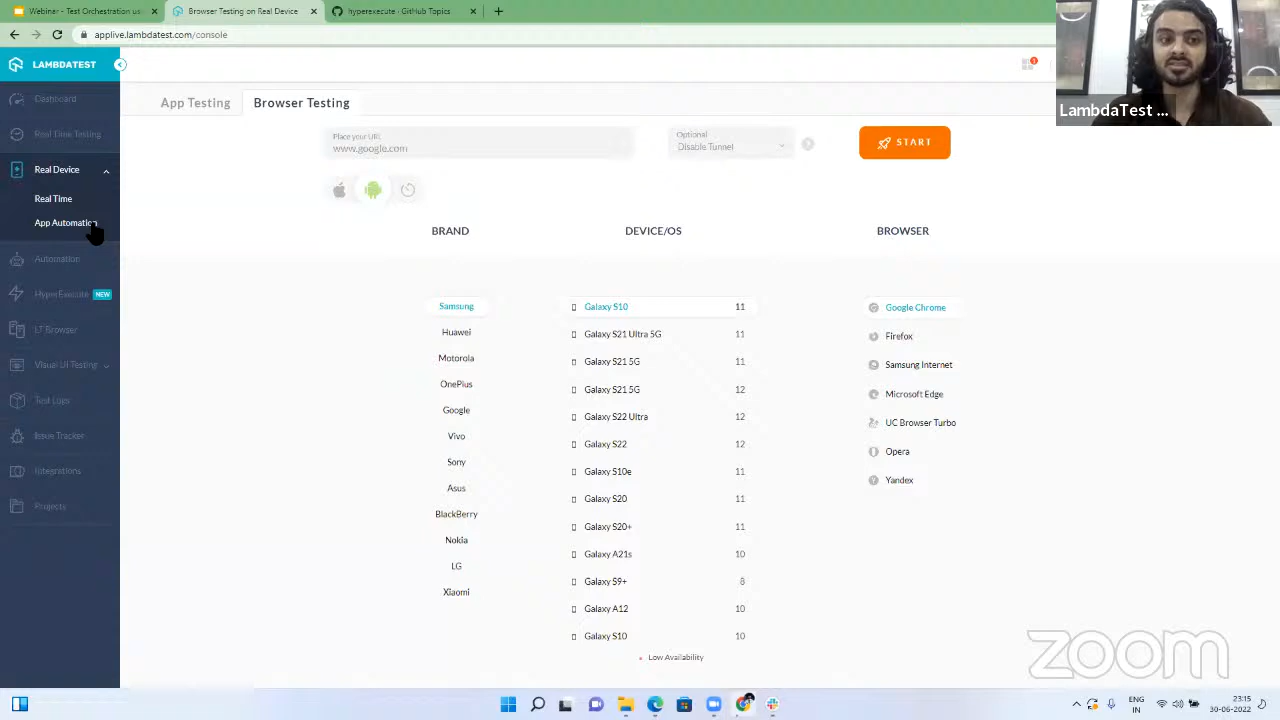 Webinar - Orchestration us
Browser Testing on Real Device
hyperexecute · GitHub Topics
applive.lambdatest.com/console
LAMBDATEST
App Testing
Browser Testing
LambdaTest ...
Place your URL
www.google.com
Optional
Disable Tunnel
START
Dashboard
Real Time Testing
Real Device
Real Time
App Automation
Automation
HyperExecute NEW
LT Browser
Visual UI Testing
Test Logs
Issue Tracker
Integrations
Projects
BRAND
DEVICE/OS
BROWSER
Samsung
Huawei
Motorola
OnePlus
Google
Vivo
Sony
Asus
BlackBerry
Nokia
LG
Xiaomi
Galaxy S10 11
Galaxy S21 Ultra 5G 11
Galaxy S21 5G 11
Galaxy S21 5G 12
Galaxy S22 Ultra 12
Galaxy S22 12
Galaxy S10e 11
Galaxy S20 11
Galaxy S20+ 11
Galaxy A21s 10
Galaxy S9+ 8
Galaxy A12 10
Galaxy S10 10
Low Availability
Google Chrome
Firefox
Samsung Internet
Microsoft Edge
UC Browser Turbo
Opera
Yandex
zoom
ENG
IN
23:15
30-06-2022